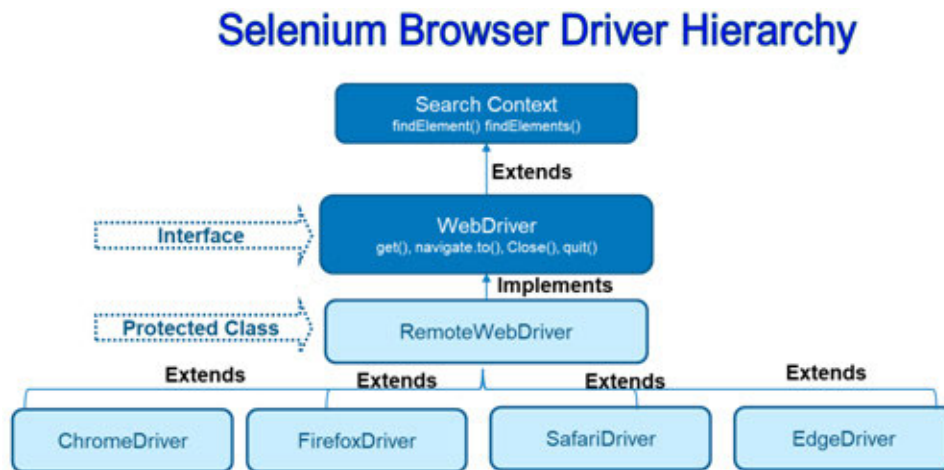 Selenium Browser Driver Hierarchy
Search Context
findElement() findElements()
Extends
Interface
WebDriver
get(), navigate.to(), Close(), quit()
Implements
Protected Class
RemoteWebDriver
Extends
Extends
Extends
Extends
ChromeDriver
FirefoxDriver
SafariDriver
EdgeDriver